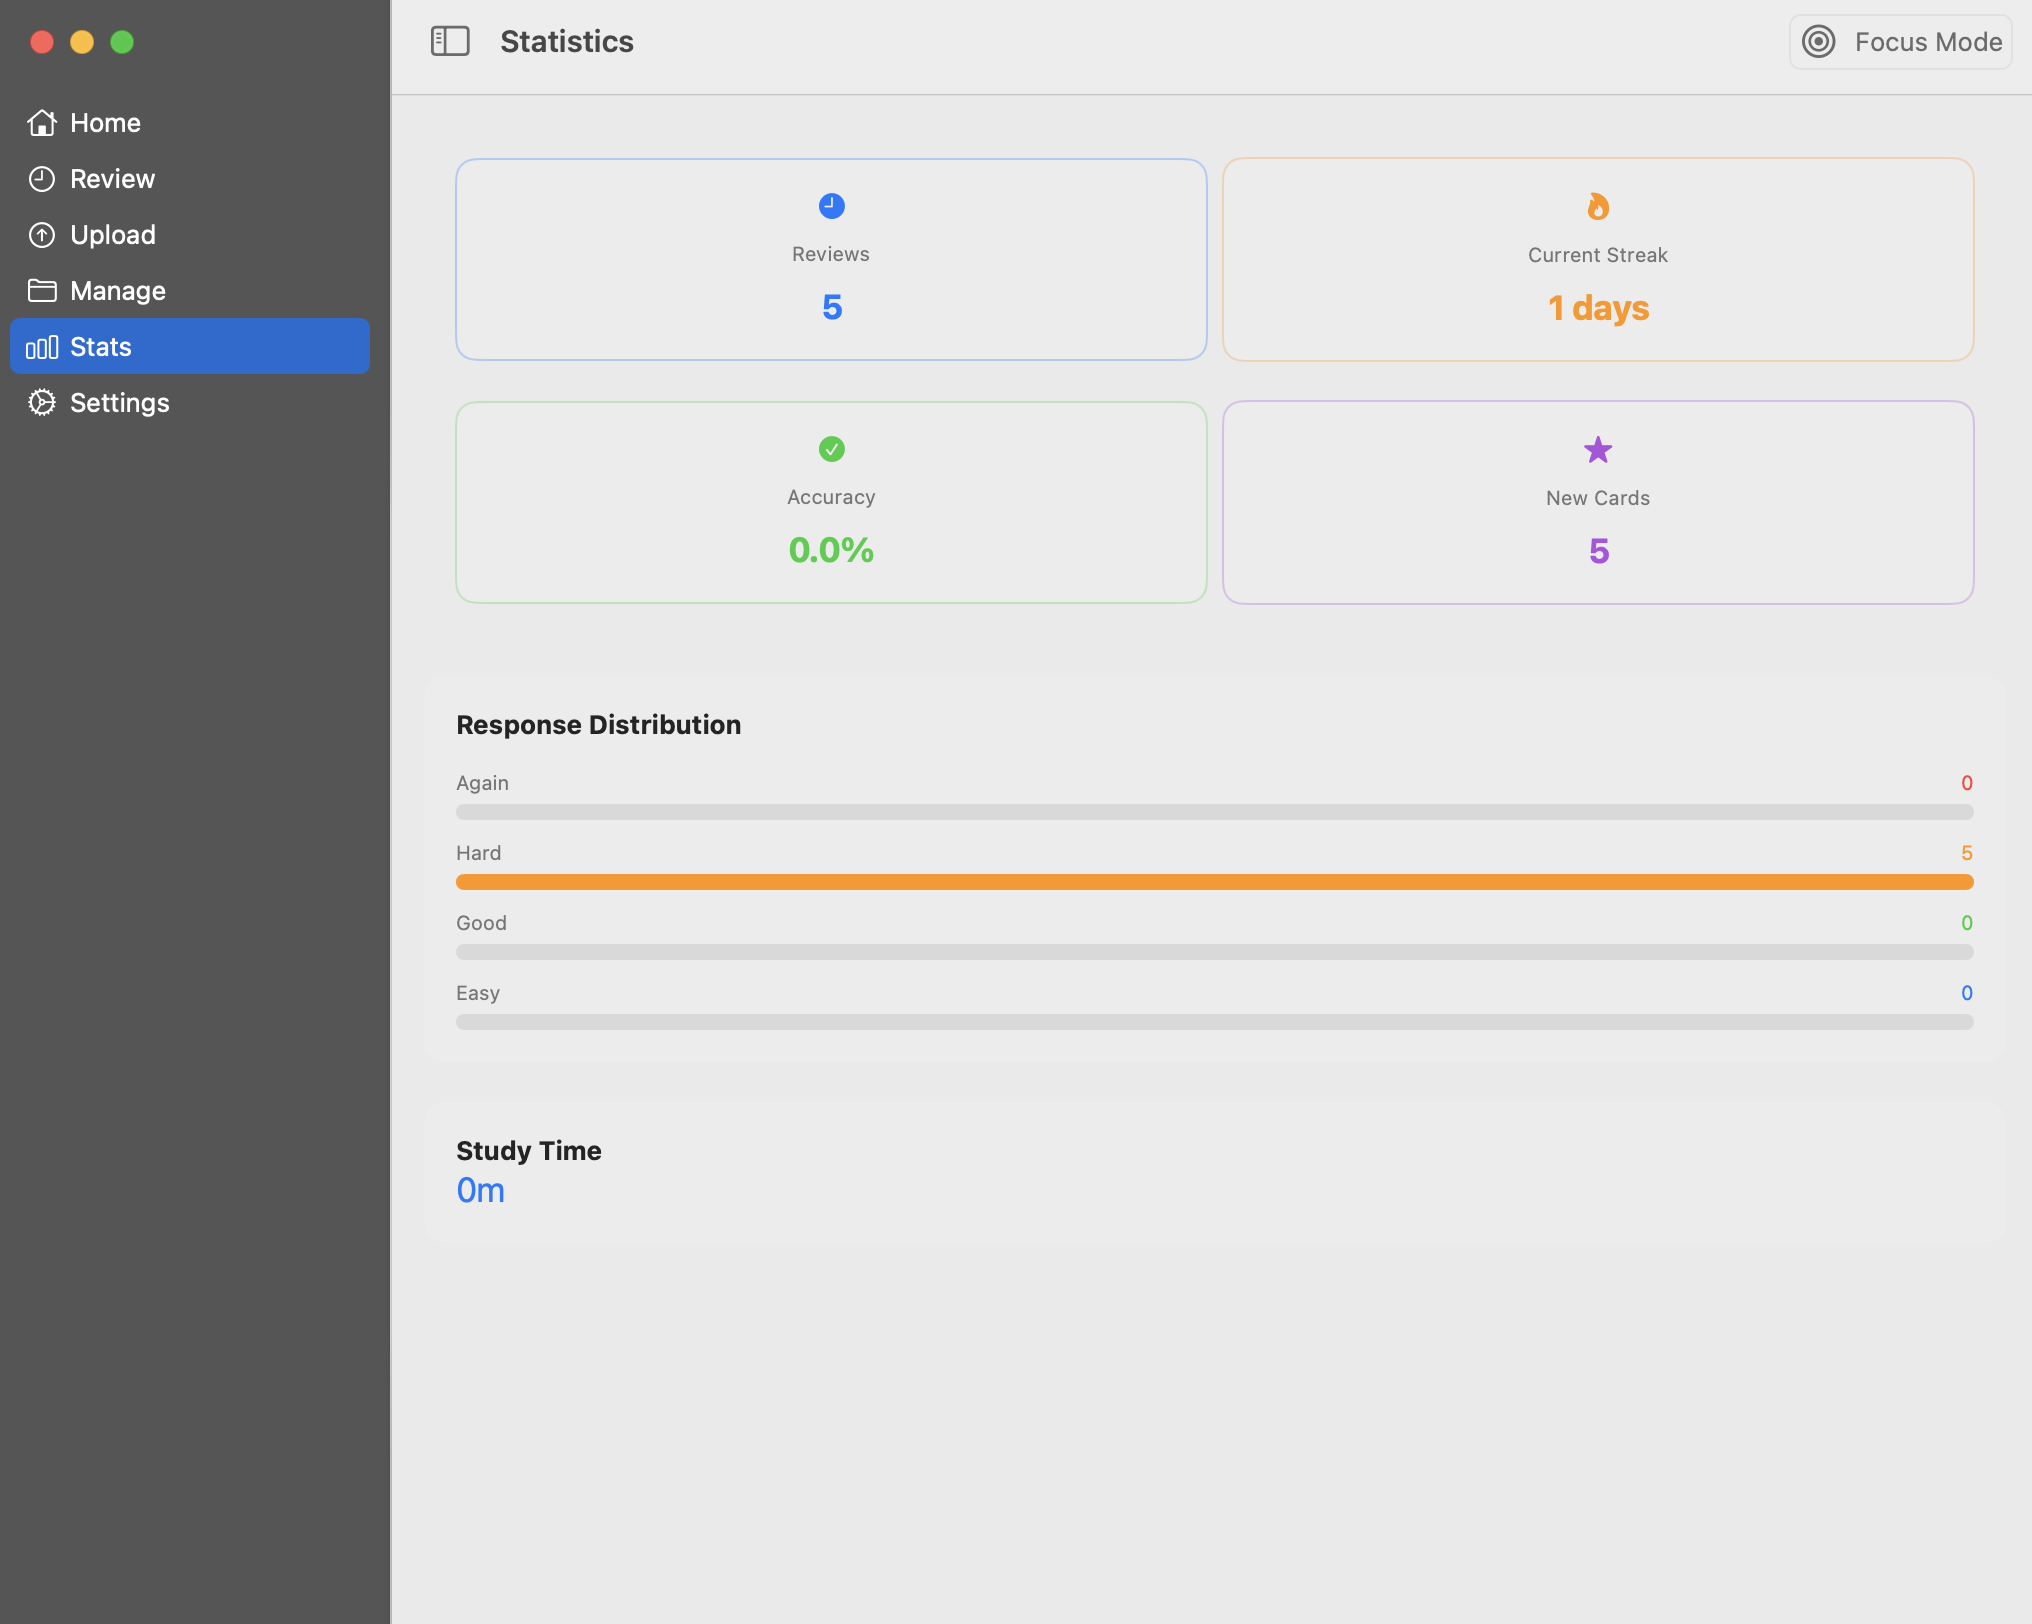 Statistics
Focus Mode
Home
Review
Upload
Manage
Stats
Settings
Reviews
5
Current Streak
1 days
Accuracy
0.0%
New Cards
5
Response Distribution
Again 0
Hard 5
Good 0
Easy 0
Study Time
0m